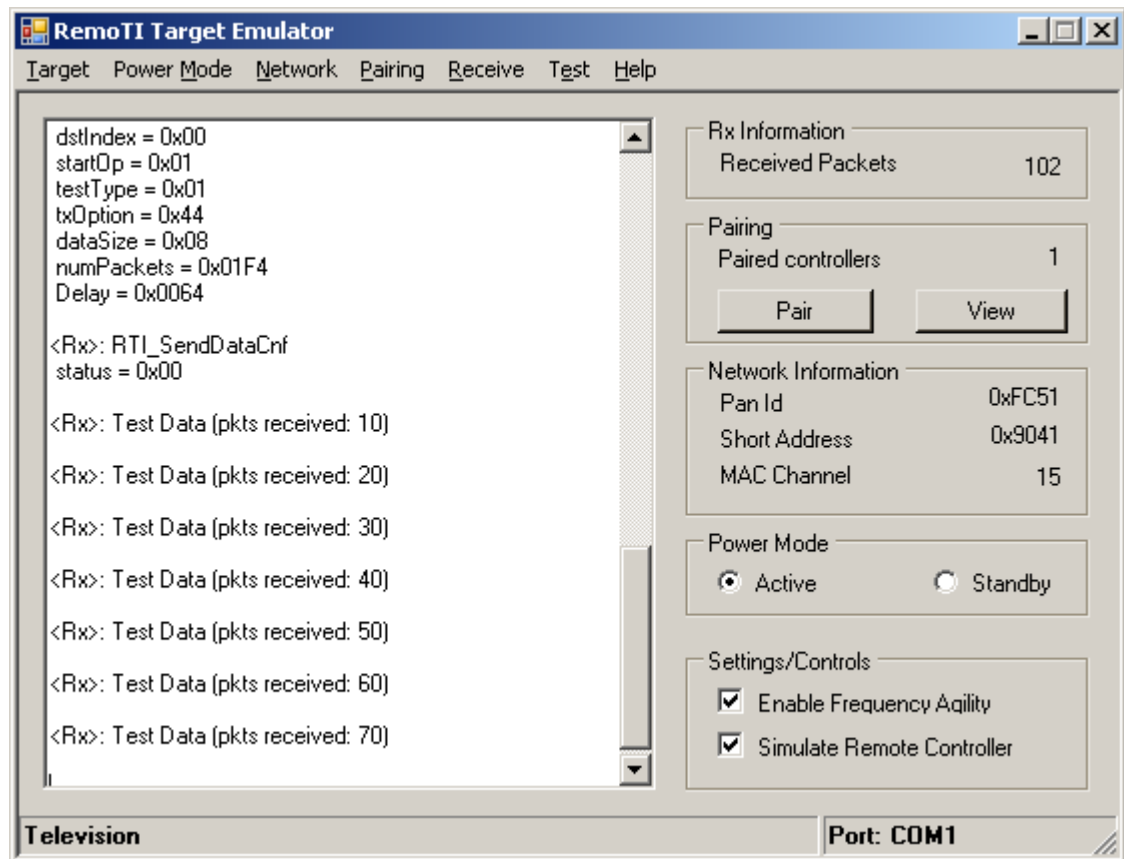 RemoTI Target Emulator
Target Power Mode Network Pairing Receive Test Help
dstIndex = 0x00
startOp = 0x01
testType = 0x01
txOption = 0x44
dataSize = 0x08
numPackets = 0x01F4
Delay = 0x0064
<Rx>: RTI_SendDataCnf
status = 0x00
<Rx>: Test Data (pkts received: 10)
<Rx>: Test Data (pkts received: 20)
<Rx>: Test Data (pkts received: 30)
<Rx>: Test Data (pkts received: 40)
<Rx>: Test Data (pkts received: 50)
<Rx>: Test Data (pkts received: 60)
<Rx>: Test Data (pkts received: 70)
Rx Information
Received Packets 102
Pairing
Paired controllers 1
Pair View
Network Information
Pan Id 0xFC51
Short Address 0x9041
MAC Channel 15
Power Mode
Active Standby
Settings/Controls
Enable Frequency Agility
Simulate Remote Controller
Television Port: COM1